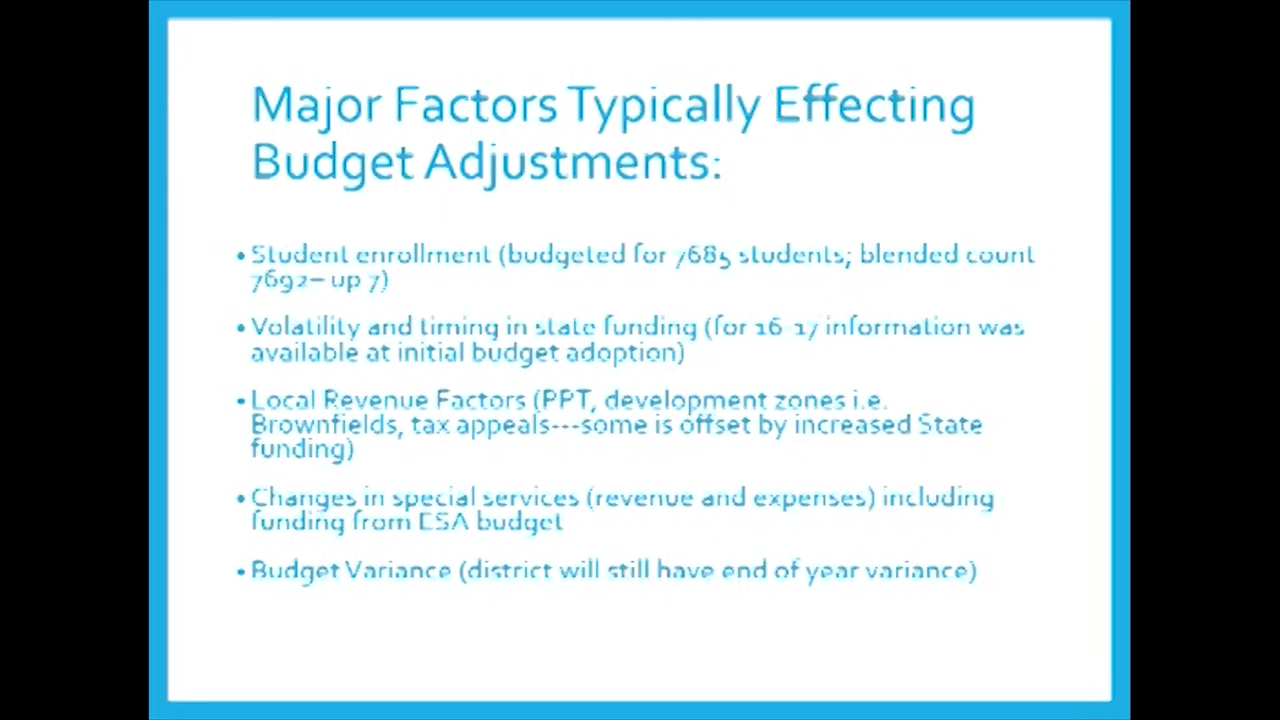 Major Factors Typically Effecting
Budget Adjustments:
• Student enrollment (budgeted for 7685 students; blended count
7692– up 7)
• Volatility and timing in state funding (for 16-17 information was
available at initial budget adoption)
• Local Revenue Factors (PPT, development zones i.e.
Brownfields, tax appeals---some is offset by increased State
funding)
• Changes in special services (revenue and expenses) including
funding from ESA budget
• Budget Variance (district will still have end of year variance)